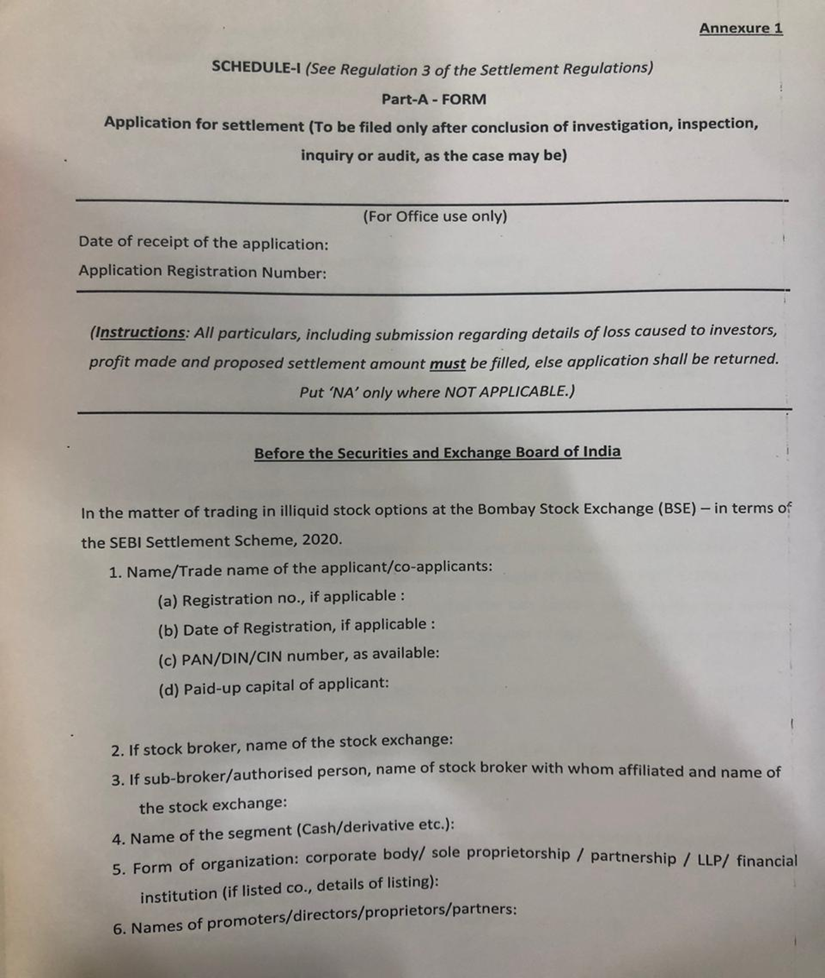 Annexure 1
SCHEDULE-I (See Regulation 3 of the Settlement Regulations)
Part-A - FORM
Application for settlement (To be filed only after conclusion of investigation, inspection,
inquiry or audit, as the case may be)
(For Office use only)
Date of receipt of the application:
Application Registration Number:
(Instructions: All particulars, including submission regarding details of loss caused to investors,
profit made and proposed settlement amount must be filled, else application shall be returned.
Put ‘NA’ only where NOT APPLICABLE.)
Before the Securities and Exchange Board of India
In the matter of trading in illiquid stock options at the Bombay Stock Exchange (BSE) – in terms of
the SEBI Settlement Scheme, 2020.
1. Name/Trade name of the applicant/co-applicants:
(a) Registration no., if applicable :
(b) Date of Registration, if applicable :
(c) PAN/DIN/CIN number, as available:
(d) Paid-up capital of applicant:
2. If stock broker, name of the stock exchange:
3. If sub-broker/authorised person, name of stock broker with whom affiliated and name of
the stock exchange:
4. Name of the segment (Cash/derivative etc.):
5. Form of organization: corporate body/ sole proprietorship / partnership / LLP/ financial
institution (if listed co., details of listing):
6. Names of promoters/directors/proprietors/partners: